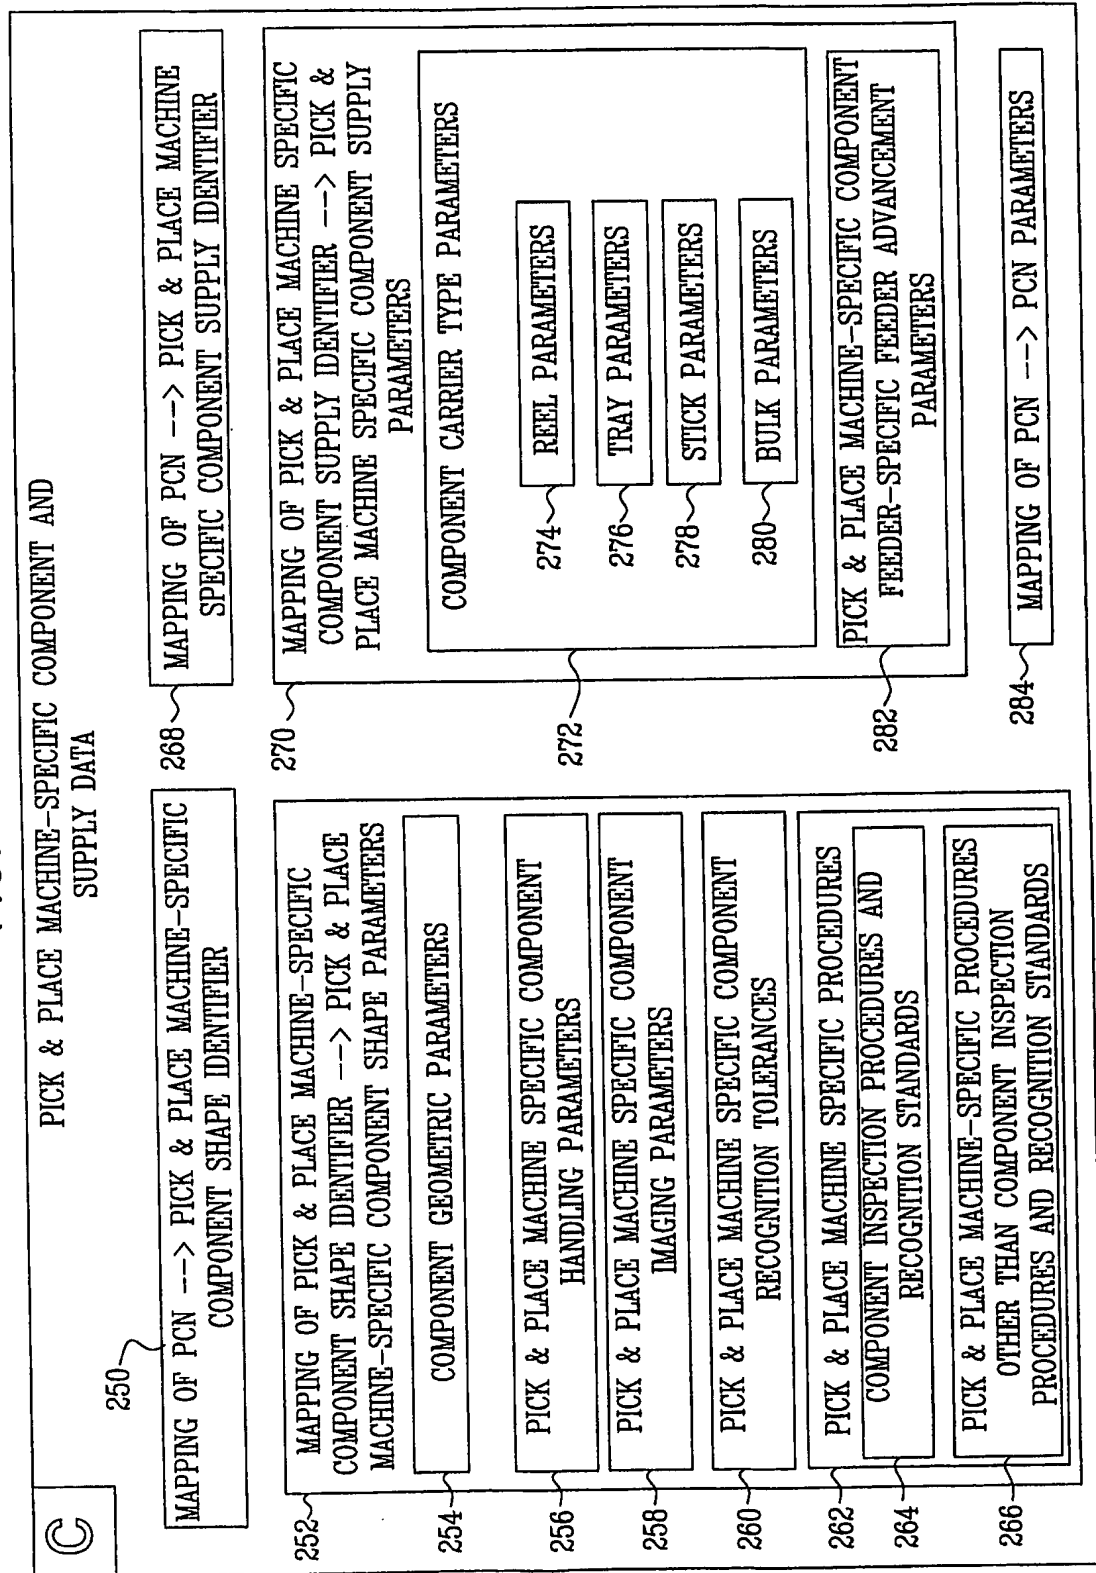 C
PICK & PLACE MACHINE-SPECIFIC COMPONENT AND
SUPPLY DATA
250
MAPPING OF PCN ---> PICK & PLACE MACHINE-SPECIFIC
COMPONENT SHAPE IDENTIFIER
252
MAPPING OF PICK & PLACE MACHINE-SPECIFIC
COMPONENT SHAPE IDENTIFIER ---> PICK & PLACE
MACHINE-SPECIFIC COMPONENT SHAPE PARAMETERS
254
COMPONENT GEOMETRIC PARAMETERS
256
PICK & PLACE MACHINE SPECIFIC COMPONENT
HANDLING PARAMETERS
258
PICK & PLACE MACHINE SPECIFIC COMPONENT
IMAGING PARAMETERS
260
PICK & PLACE MACHINE SPECIFIC COMPONENT
RECOGNITION TOLERANCES
262
PICK & PLACE MACHINE SPECIFIC PROCEDURES
264
COMPONENT INSPECTION PROCEDURES AND
RECOGNITION STANDARDS
266
PICK & PLACE MACHINE-SPECIFIC PROCEDURES
OTHER THAN COMPONENT INSPECTION
PROCEDURES AND RECOGNITION STANDARDS
268
MAPPING OF PCN ---> PICK & PLACE MACHINE
SPECIFIC COMPONENT SUPPLY IDENTIFIER
270
MAPPING OF PICK & PLACE MACHINE SPECIFIC
COMPONENT SUPPLY IDENTIFIER ---> PICK &
PLACE MACHINE SPECIFIC COMPONENT SUPPLY
PARAMETERS
272
COMPONENT CARRIER TYPE PARAMETERS
274
REEL PARAMETERS
276
TRAY PARAMETERS
278
STICK PARAMETERS
280
BULK PARAMETERS
282
PICK & PLACE MACHINE-SPECIFIC COMPONENT
FEEDER-SPECIFIC FEEDER ADVANCEMENT
PARAMETERS
284
MAPPING OF PCN ---> PCN PARAMETERS